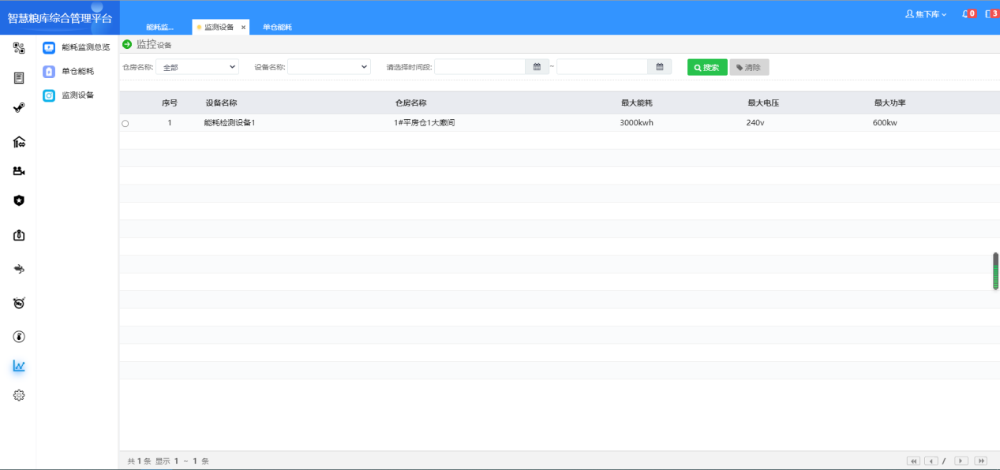 智慧粮库综合管理平台
能耗监...
监测设备 ×
单仓能耗
焦下库
0
3
能耗监测总览
单仓能耗
监测设备
监控设备
仓房名称: 全部
设备名称:
请选择时间段: ~
搜索
清除
序号 设备名称 仓房名称 最大能耗 最大电压 最大功率
1 能耗检测设备1 1#平房仓1大廒间 3000kwh 240v 600kw
共 1 条 显示 1 ~ 1 条
/